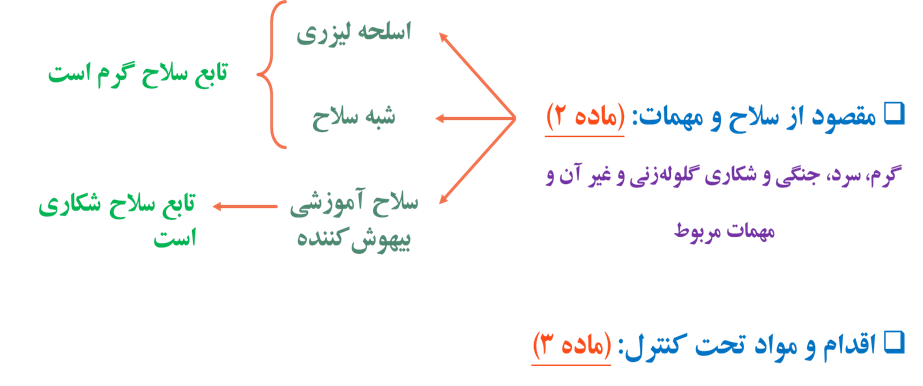 ❑ مقصود از سلاح و مهمات: (ماده ۲)
گرم، سرد، جنگی و شکاری گلوله‌زنی و غیر آن و
مهمات مربوط
اسلحه لیزری
شبه سلاح
تابع سلاح گرم است
سلاح آموزشی
بیهوش‌کننده
تابع سلاح شکاری
است
❑ اقدام و مواد تحت کنترل: (ماده ۳)